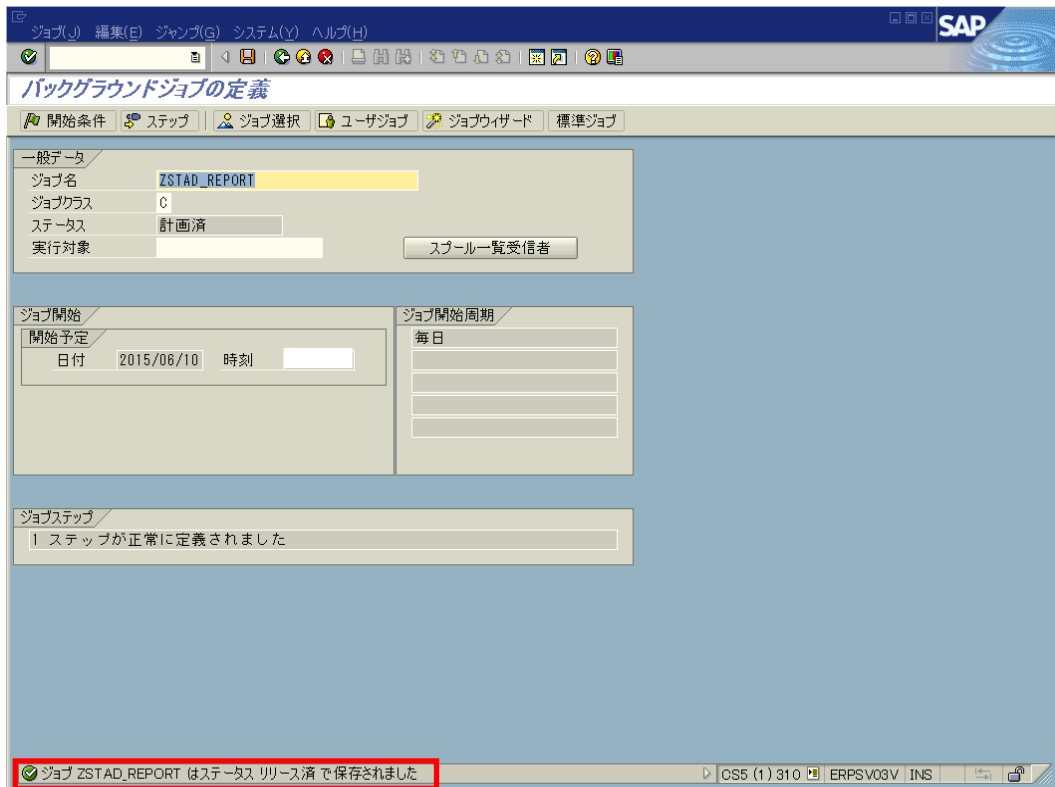 ジョブ(J) 編集(E) ジャンプ(G) システム(Y) ヘルプ(H)
SAP
バックグラウンドジョブの定義
開始条件 ステップ ジョブ選択 ユーザジョブ ジョブウィザード 標準ジョブ
一般データ
ジョブ名 ZSTAD_REPORT
ジョブクラス C
ステータス 計画済
実行対象 スプール一覧受信者
ジョブ開始 ジョブ開始周期
開始予定 毎日
日付 2015/06/10 時刻
ジョブステップ
1 ステップが正常に定義されました
ジョブ ZSTAD_REPORT はステータス リリース済 で保存されました CS5 (1) 310 ERPSV03V INS